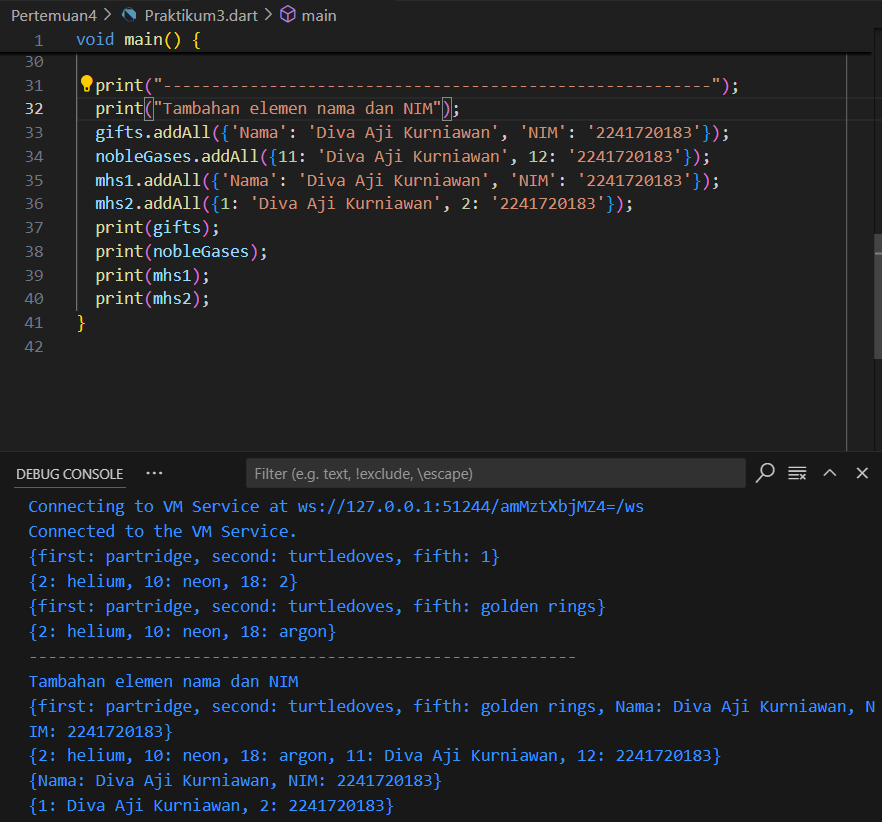 Pertemuan4 > Praktikum3.dart > main
1 void main() {
30
31 print("---------------------------------------------------------");
32 print("Tambahan elemen nama dan NIM");
33 gifts.addAll({'Nama': 'Diva Aji Kurniawan', 'NIM': '2241720183'});
34 nobleGases.addAll({11: 'Diva Aji Kurniawan', 12: '2241720183'});
35 mhs1.addAll({'Nama': 'Diva Aji Kurniawan', 'NIM': '2241720183'});
36 mhs2.addAll({1: 'Diva Aji Kurniawan', 2: '2241720183'});
37 print(gifts);
38 print(nobleGases);
39 print(mhs1);
40 print(mhs2);
41 }
42
DEBUG CONSOLE ··· Filter (e.g. text, !exclude, \escape)
Connecting to VM Service at ws://127.0.0.1:51244/amMztXbjMZ4=/ws
Connected to the VM Service.
{first: partridge, second: turtledoves, fifth: 1}
{2: helium, 10: neon, 18: 2}
{first: partridge, second: turtledoves, fifth: golden rings}
{2: helium, 10: neon, 18: argon}
---------------------------------------------------------
Tambahan elemen nama dan NIM
{first: partridge, second: turtledoves, fifth: golden rings, Nama: Diva Aji Kurniawan, N
IM: 2241720183}
{2: helium, 10: neon, 18: argon, 11: Diva Aji Kurniawan, 12: 2241720183}
{Nama: Diva Aji Kurniawan, NIM: 2241720183}
{1: Diva Aji Kurniawan, 2: 2241720183}